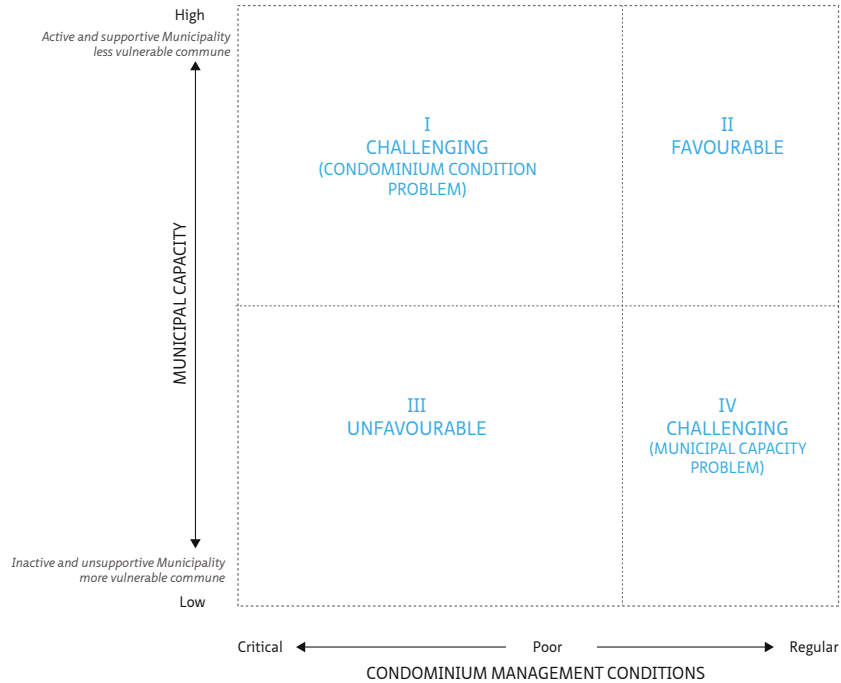 High
Active and supportive Municipality
less vulnerable commune
I
CHALLENGING
(CONDOMINIUM CONDITION
PROBLEM)
II
FAVOURABLE
MUNICIPAL CAPACITY
III
UNFAVOURABLE
IV
CHALLENGING
(MUNICIPAL CAPACITY
PROBLEM)
Inactive and unsupportive Municipality
more vulnerable commune
Low
Critical Poor Regular
CONDOMINIUM MANAGEMENT CONDITIONS